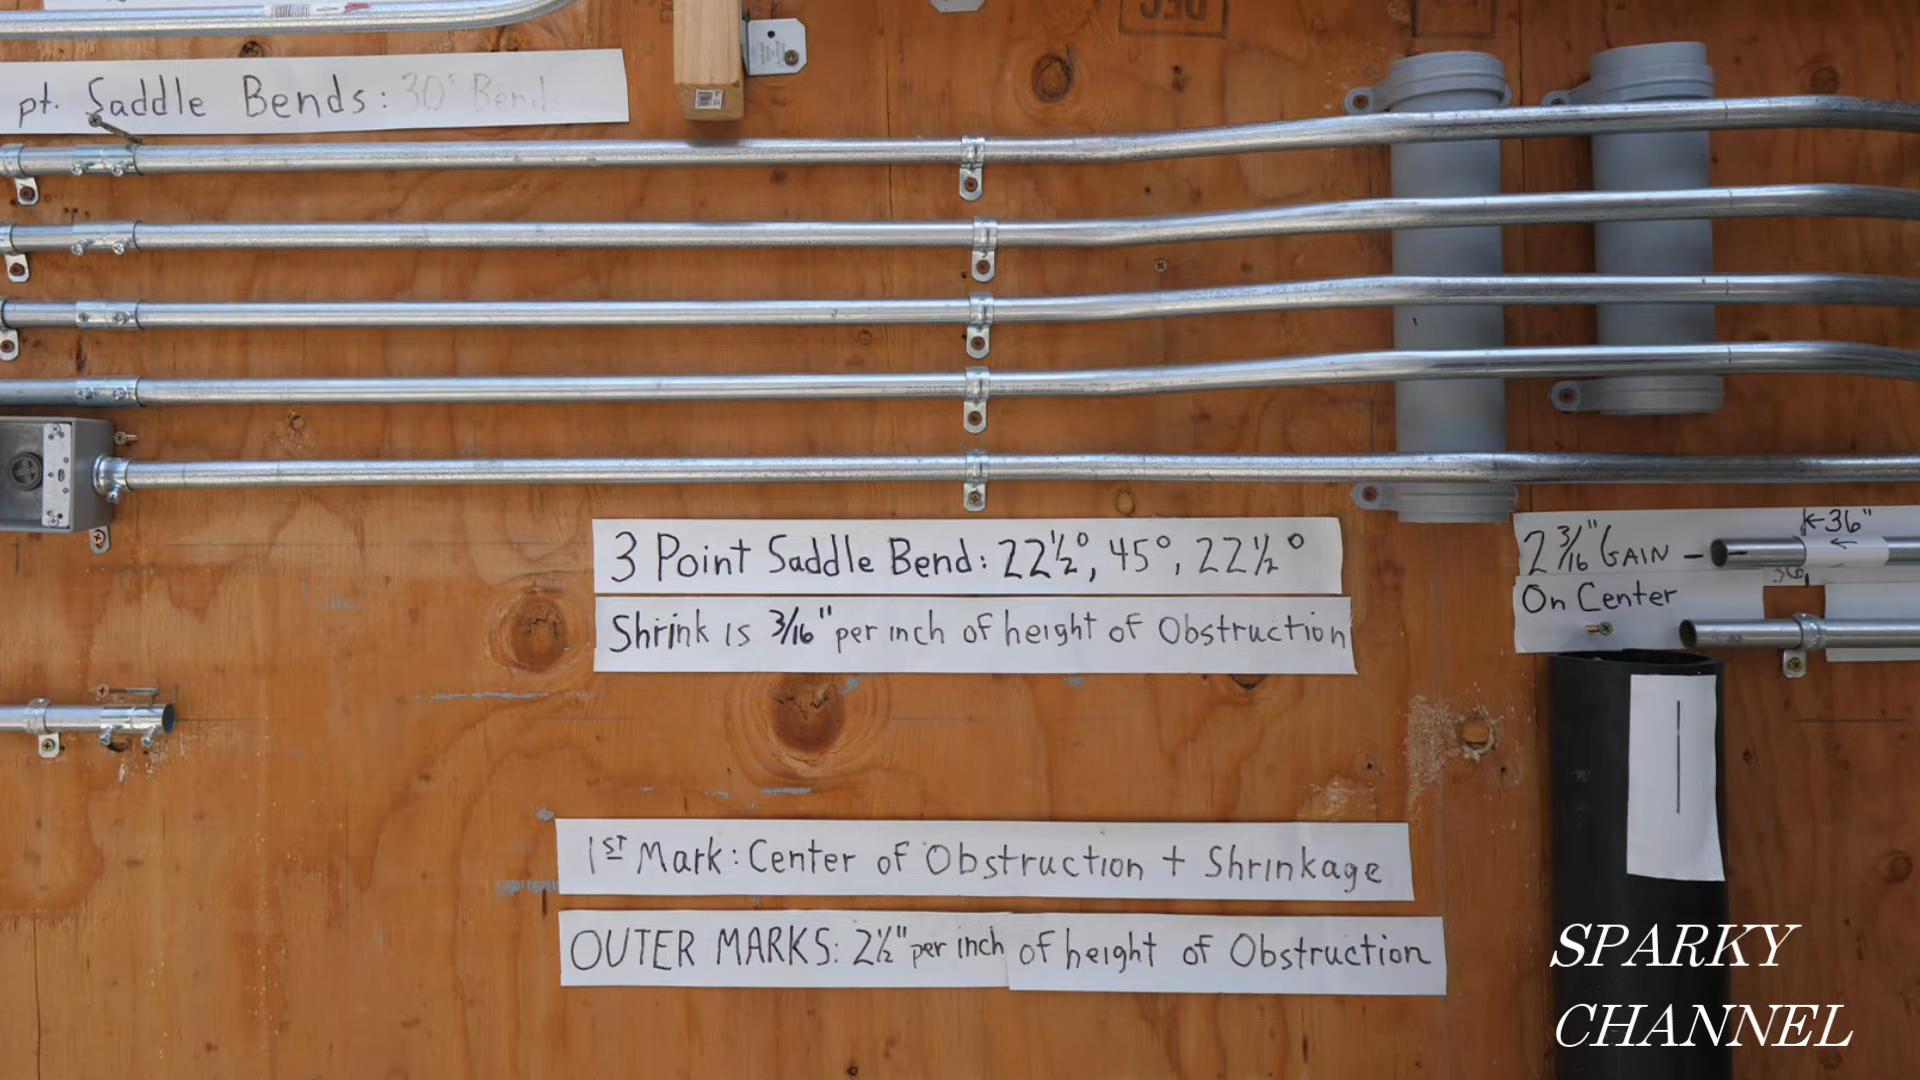 pt. Saddle Bends: 30° Bends
3 Point Saddle Bend: 22½°, 45°, 22½°
Shrink is 3/16" per inch of height of Obstruction
2 3/16" GAIN –
On Center
←36"
1ST Mark: Center of Obstruction + Shrinkage
OUTER MARKS: 2½" per inch of height of Obstruction
SPARKY
CHANNEL